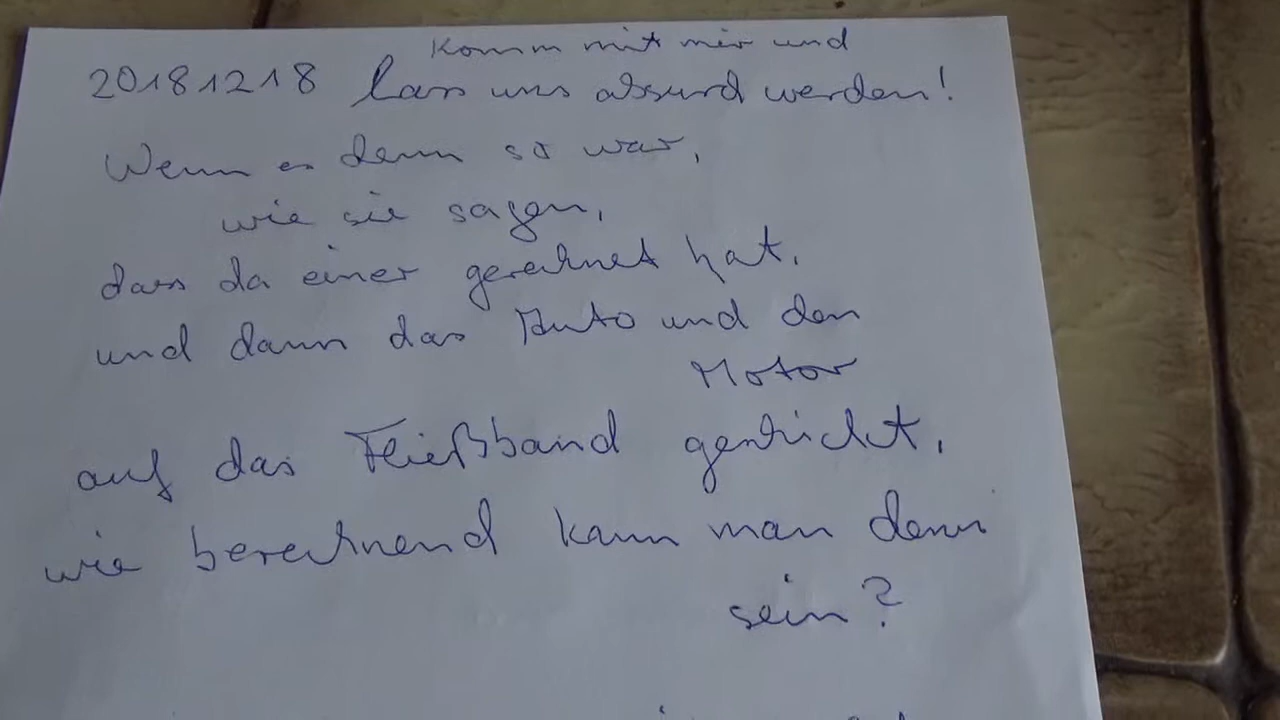 Komm mit mir und
20181218 lass uns absurd werden!
Wenn es denn so war,
wie sie sagen,
dass da einer gerechnet hat,
und dann das Auto und den
Motor
auf das Fließband geschickt,
wie berechnend kann man denn
sein?